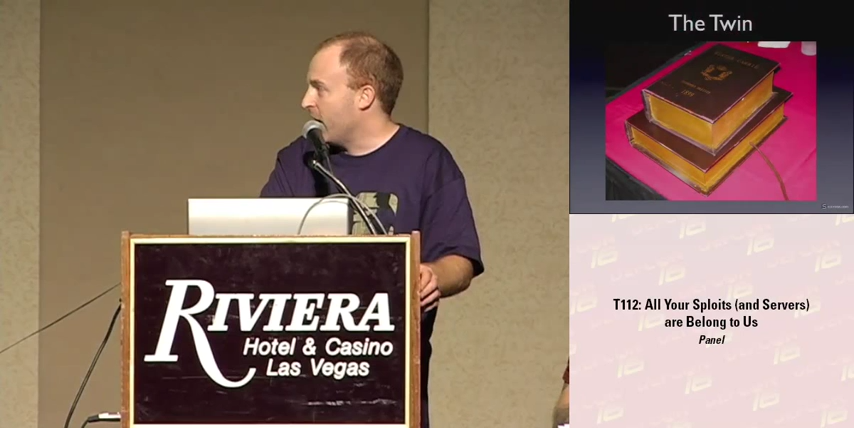 RIVIERA
Hotel & Casino
Las Vegas
The Twin
T112: All Your Sploits (and Servers)
are Belong to Us
Panel